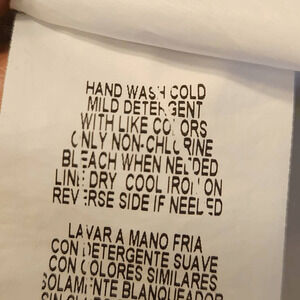 HAND WASH COLD
MILD DETERGENT
WITH LIKE COLORS
ONLY NON-CHLORINE
BLEACH WHEN NEEDED
LINE DRY COOL IRON ON
REVERSE SIDE IF NEEDED
LAVAR A MANO FRIA
CON DETERGENTE SUAVE
CON COLORES SIMILARES
SOLAMENTE BLANQUEADOR